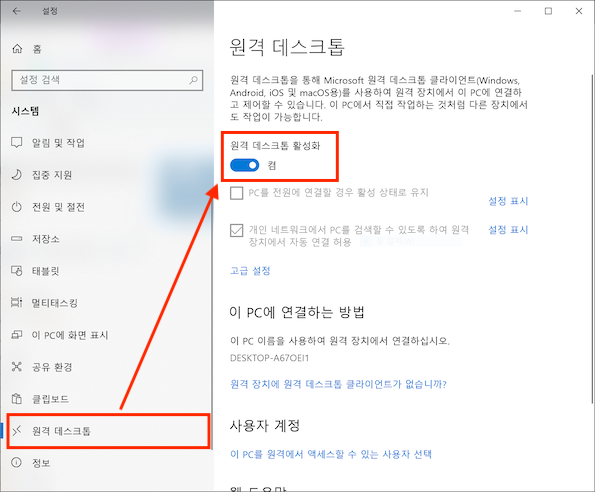 설정
홈
설정 검색
시스템
알림 및 작업
집중 지원
전원 및 절전
저장소
태블릿
멀티태스킹
이 PC에 화면 표시
공유 환경
클립보드
원격 데스크톱
정보
원격 데스크톱
원격 데스크톱을 통해 Microsoft 원격 데스크톱 클라이언트(Windows,
Android, iOS 및 macOS용)를 사용하여 원격 장치에서 이 PC에 연결하
고 제어할 수 있습니다. 이 PC에서 직접 작업하는 것처럼 다른 장치에서
도 작업이 가능합니다.
원격 데스크톱 활성화
켬
PC를 전원에 연결할 경우 활성 상태로 유지
설정 표시
개인 네트워크에서 PC를 검색할 수 있도록 하여 원격
장치에서 자동 연결 허용
설정 표시
고급 설정
이 PC에 연결하는 방법
이 PC 이름을 사용하여 원격 장치에서 연결하십시오.
DESKTOP-A67OEI1
원격 장치에 원격 데스크톱 클라이언트가 없습니까?
사용자 계정
이 PC를 원격에서 액세스할 수 있는 사용자 선택